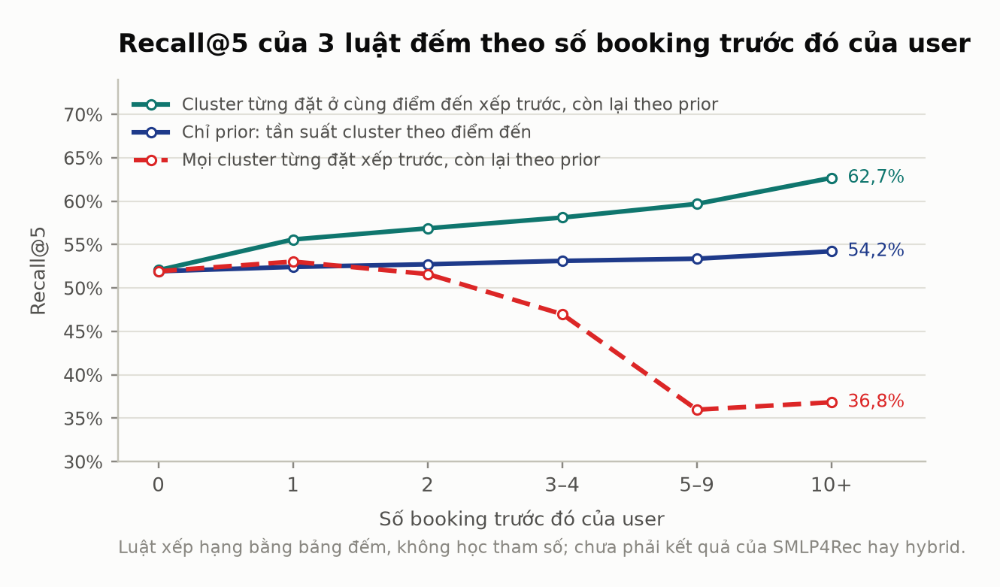 Recall@5 của 3 luật đếm theo số booking trước đó của user
Cluster từng đặt ở cùng điểm đến xếp trước, còn lại theo prior
Chỉ prior: tần suất cluster theo điểm đến
Mọi cluster từng đặt xếp trước, còn lại theo prior
70%
65%
60%
55%
50%
45%
40%
35%
30%
Recall@5
62,7%
54,2%
36,8%
0
1
2
3–4
5–9
10+
Số booking trước đó của user
Luật xếp hạng bằng bảng đếm, không học tham số; chưa phải kết quả của SMLP4Rec hay hybrid.